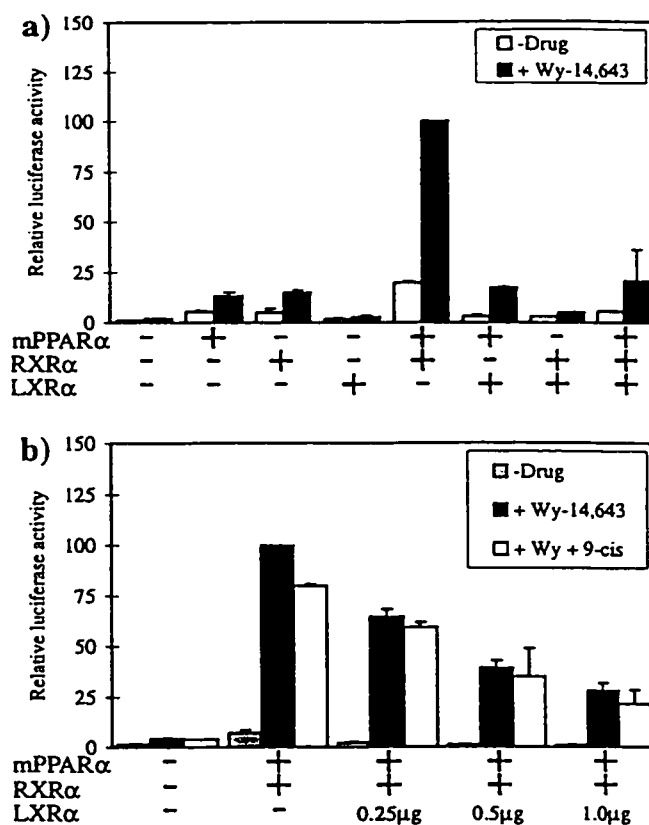 a)
150
125
100
75
50
25
0
Relative luciferase activity
-Drug
+ Wy-14,643
mPPARα - + - - + + - +
RXRα - - + - + - + +
LXRα - - - + - + + +
b)
150
125
100
75
50
25
0
Relative luciferase activity
-Drug
+ Wy-14,643
+ Wy + 9-cis
mPPARα - + + + +
RXRα - + + + +
LXRα - - 0.25µg 0.5µg 1.0µg